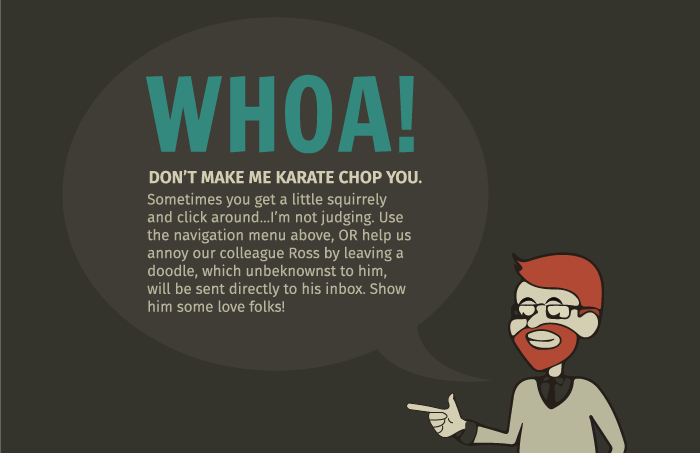 WHOA!
DON'T MAKE ME KARATE CHOP YOU.
Sometimes you get a little squirrely
and click around...I'm not judging. Use
the navigation menu above, OR help us
annoy our colleague Ross by leaving a
doodle, which unbeknownst to him,
will be sent directly to his inbox. Show
him some love folks!